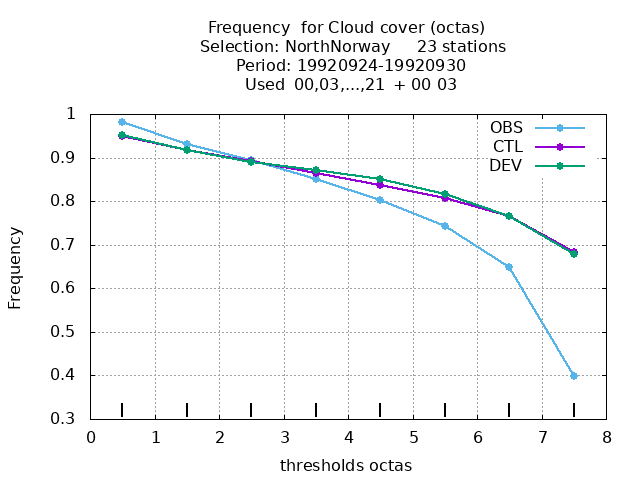 Frequency for Cloud cover (octas)
Selection: NorthNorway 23 stations
Period: 19920924-19920930
Used 00,03,...,21 + 00 03
OBS
CTL
DEV
Frequency
1
0.9
0.8
0.7
0.6
0.5
0.4
0.3
0 1 2 3 4 5 6 7 8
thresholds octas